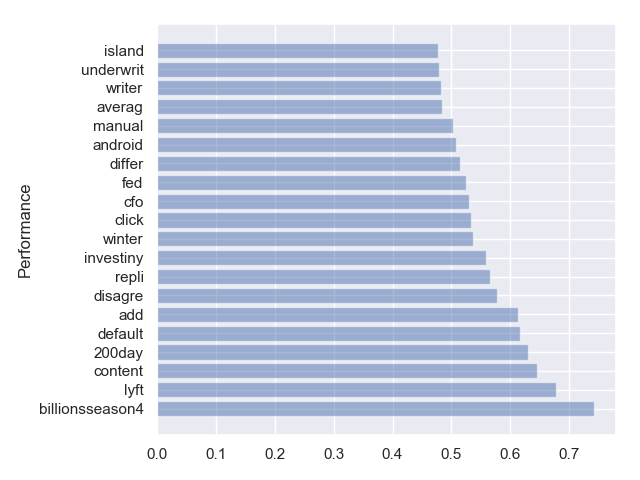 island
underwrit
writer
averag
manual
android
differ
fed
cfo
click
winter
investiny
repli
disagre
add
default
200day
content
lyft
billionsseason4
Performance
0.0 0.1 0.2 0.3 0.4 0.5 0.6 0.7